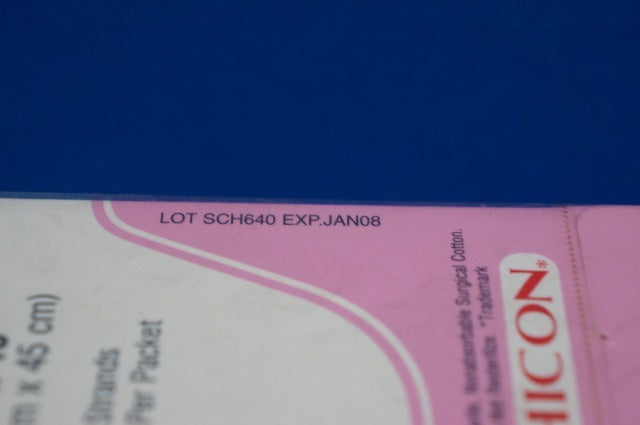 LOT SCH640 EXP.JAN08
m x 45 cm)
Strands
Per Packet
Nonabsorbable Surgical Cotton.
*Trademark
HICON*